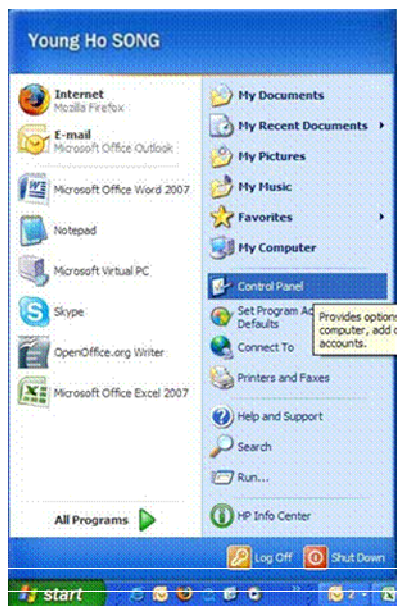 Young Ho SONG
Internet
Mozilla Firefox
E-mail
Microsoft Office Outlook
Microsoft Office Word 2007
Notepad
Microsoft Virtual PC
Skype
OpenOffice.org Writer
Microsoft Office Excel 2007
All Programs
My Documents
My Recent Documents
My Pictures
My Music
Favorites
My Computer
Control Panel
Set Program Ac
Defaults
Provides options
computer, add o
accounts.
Connect To
Printers and Faxes
Help and Support
Search
Run...
HP Info Center
Log Off
Shut Down
start
2